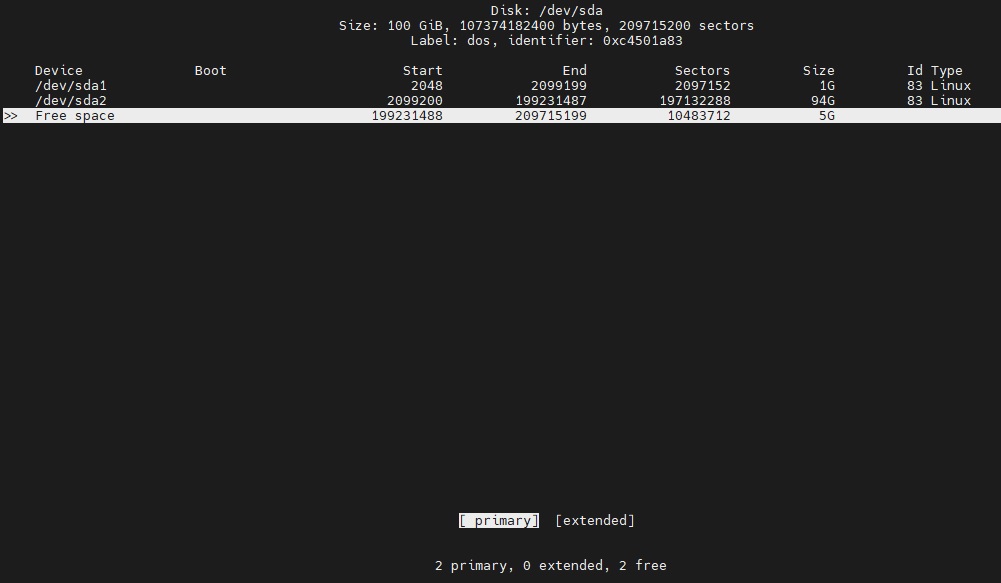 Disk: /dev/sda
Size: 100 GiB, 107374182400 bytes, 209715200 sectors
Label: dos, identifier: 0xc4501a83
Device Boot Start End Sectors Size Id Type
/dev/sda1 2048 2099199 2097152 1G 83 Linux
/dev/sda2 2099200 199231487 197132288 94G 83 Linux
>> Free space 199231488 209715199 10483712 5G
[ primary] [extended]
2 primary, 0 extended, 2 free